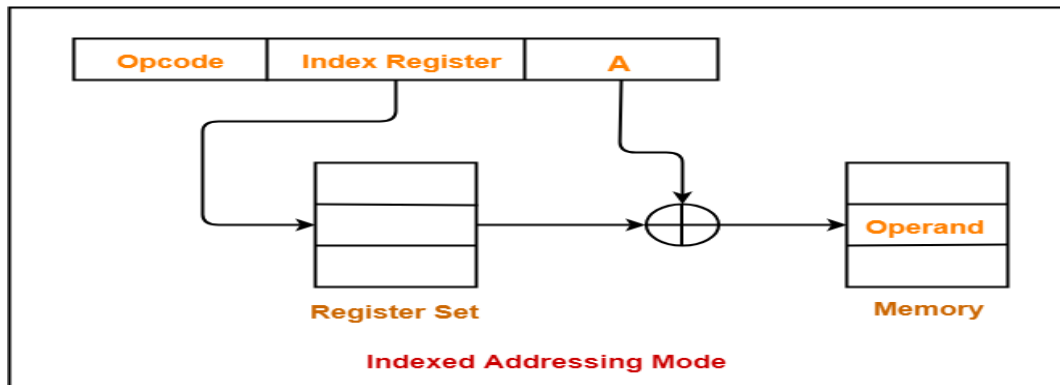 Opcode Index Register A
Operand
Register Set Memory
Indexed Addressing Mode